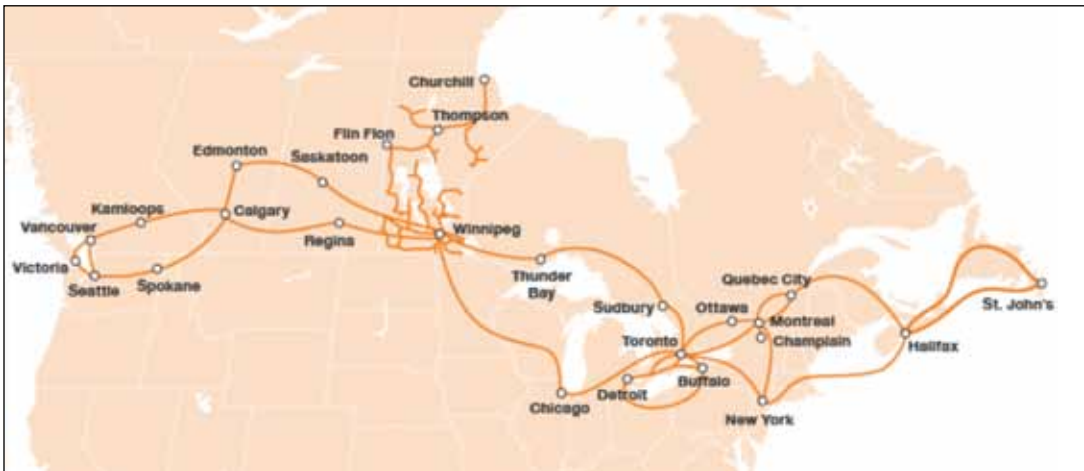 Churchill
Thompson
Flin Flon
Edmonton
Saskatoon
Kamloops
Calgary
Vancouver
Winnipeg
Regina
Victoria
Seattle
Spokane
Thunder
Bay
Quebec City
Sudbury
Ottawa
Montreal
St. John's
Toronto
Champlain
Halifax
Buffalo
Detroit
Chicago
New York